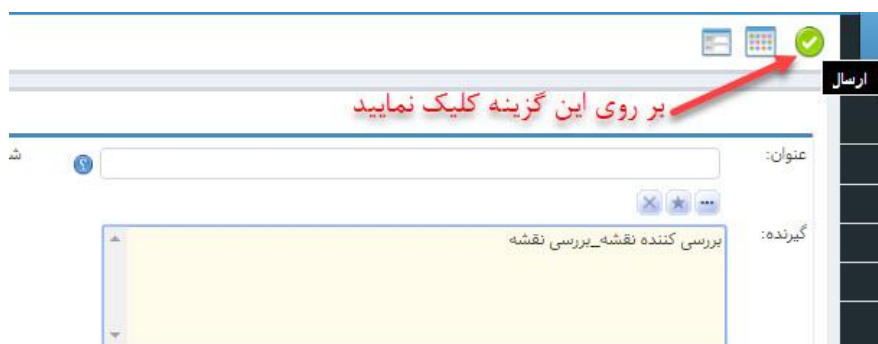 ارسال
بر روی این گزینه کلیک نمایید
عنوان:
گیرنده:
بررسی کننده نقشه_بررسی نقشه